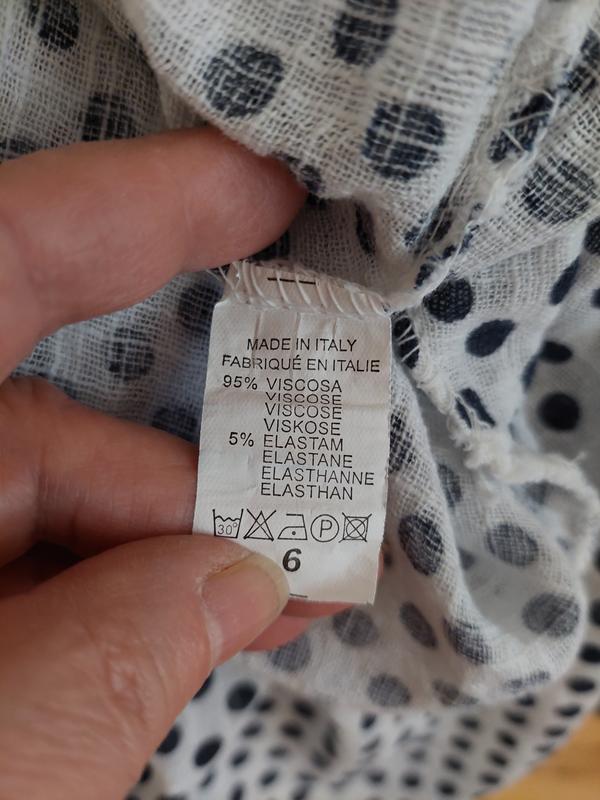 MADE IN ITALY
FABRIQUÉ EN ITALIE
95% VISCOSA
VISCOSE
VISCOSE
VISKOSE
5% ELASTAM
ELASTANE
ELASTHANNE
ELASTHAN
30° P
6